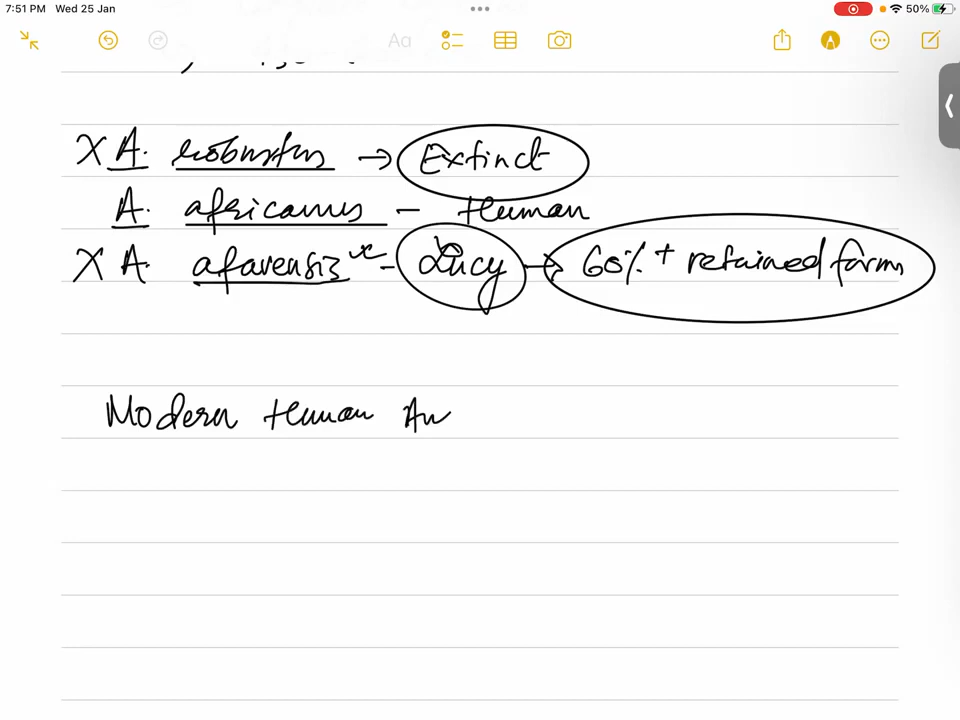 7:51 PM Wed 25 Jan 50%
Aa
X A. robustus → Extinct
A. africanus – Human
X A. afarensis – Lucy → 60% + retained form
Modern Human An